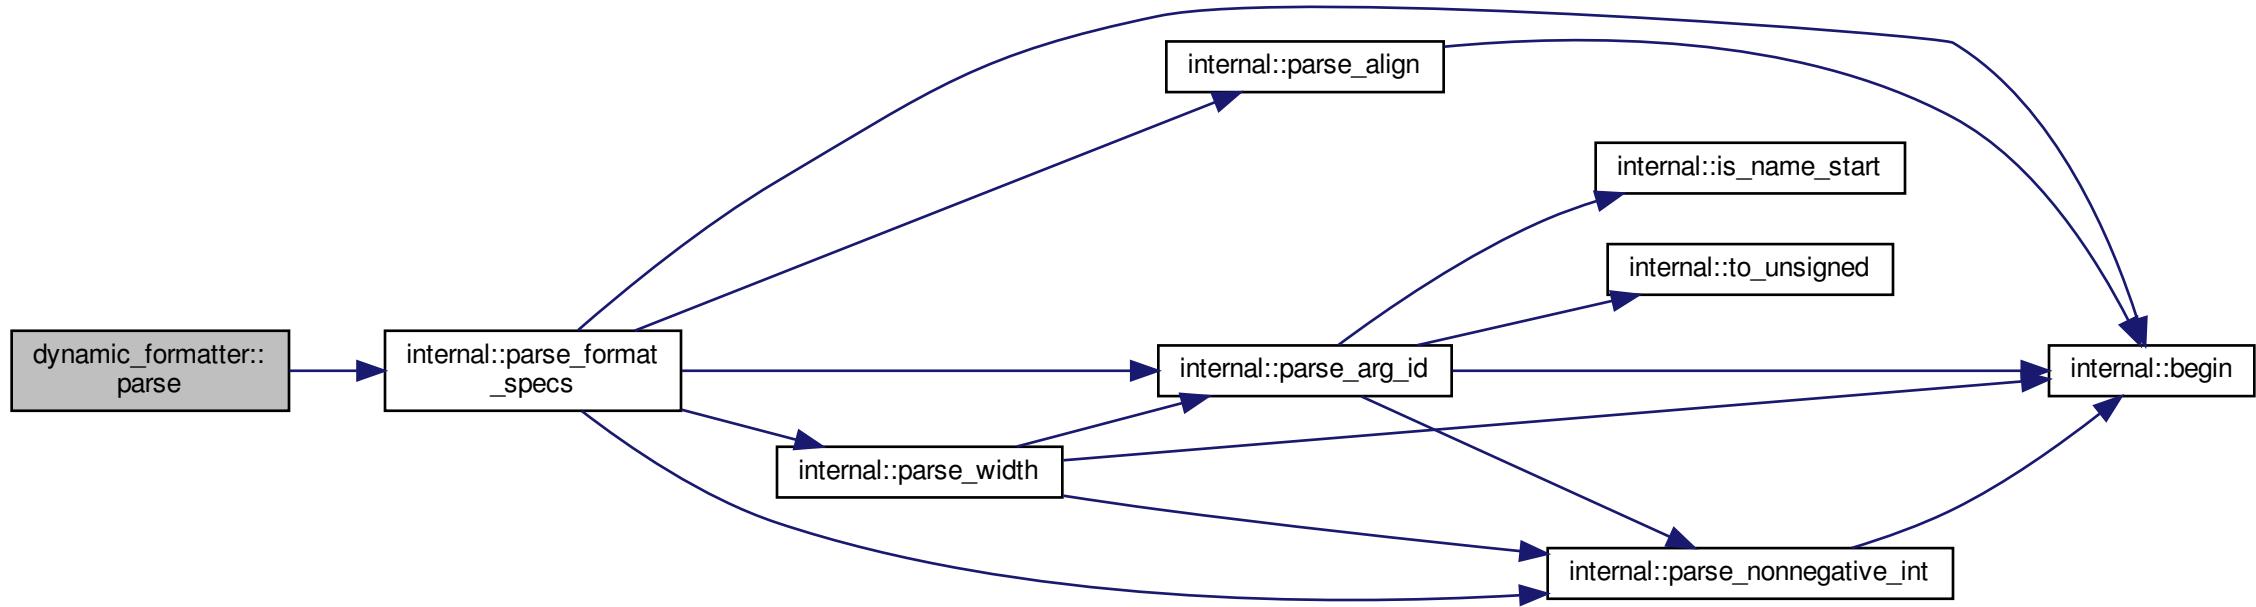 dynamic_formatter::
parse
internal::parse_format
_specs
internal::parse_align
internal::is_name_start
internal::to_unsigned
internal::parse_arg_id
internal::begin
internal::parse_width
internal::parse_nonnegative_int